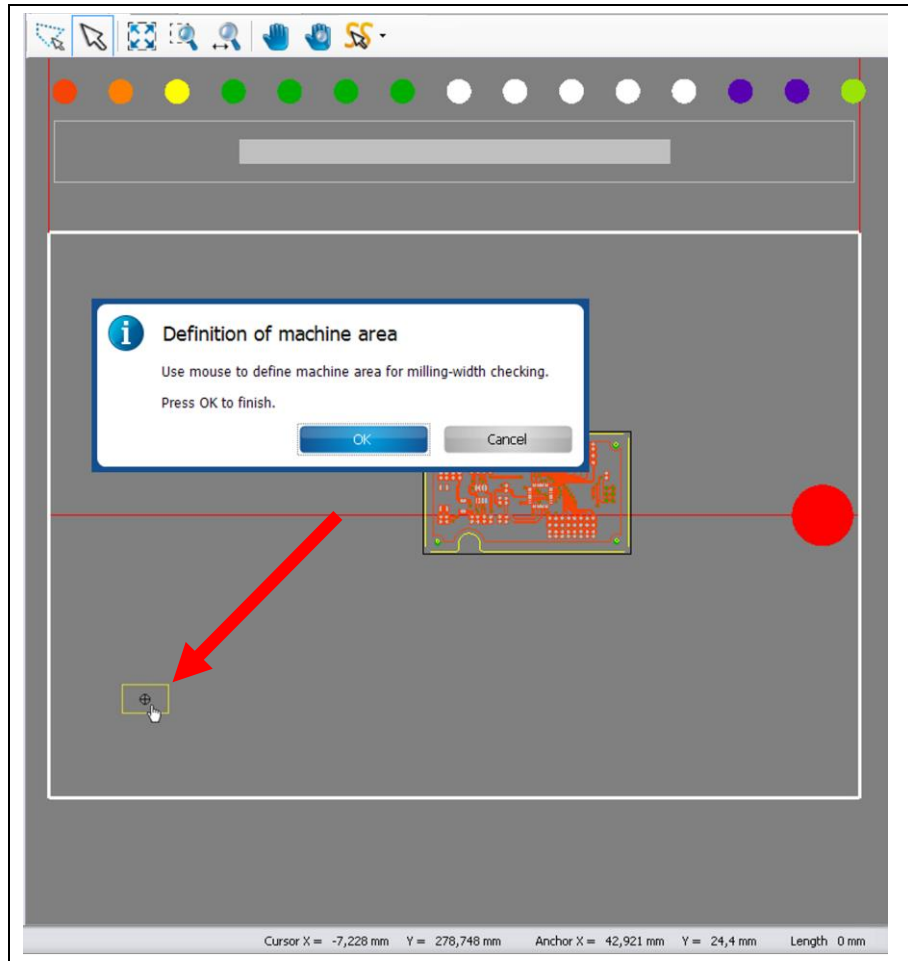 Definition of machine area
Use mouse to define machine area for milling-width checking.
Press OK to finish.
OK Cancel
Cursor X = -7,228 mm Y = 278,748 mm Anchor X = 42,921 mm Y = 24,4 mm Length 0 mm